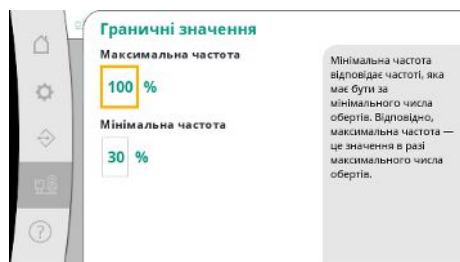 Граничні значення
Максимальна частота
100 %
Мінімальна частота
30 %
Мінімальна частота
відповідає частоті, яка
має бути за
мінімального числа
обертів. Відповідно,
максимальна частота —
це значення в разі
максимального числа
обертів.